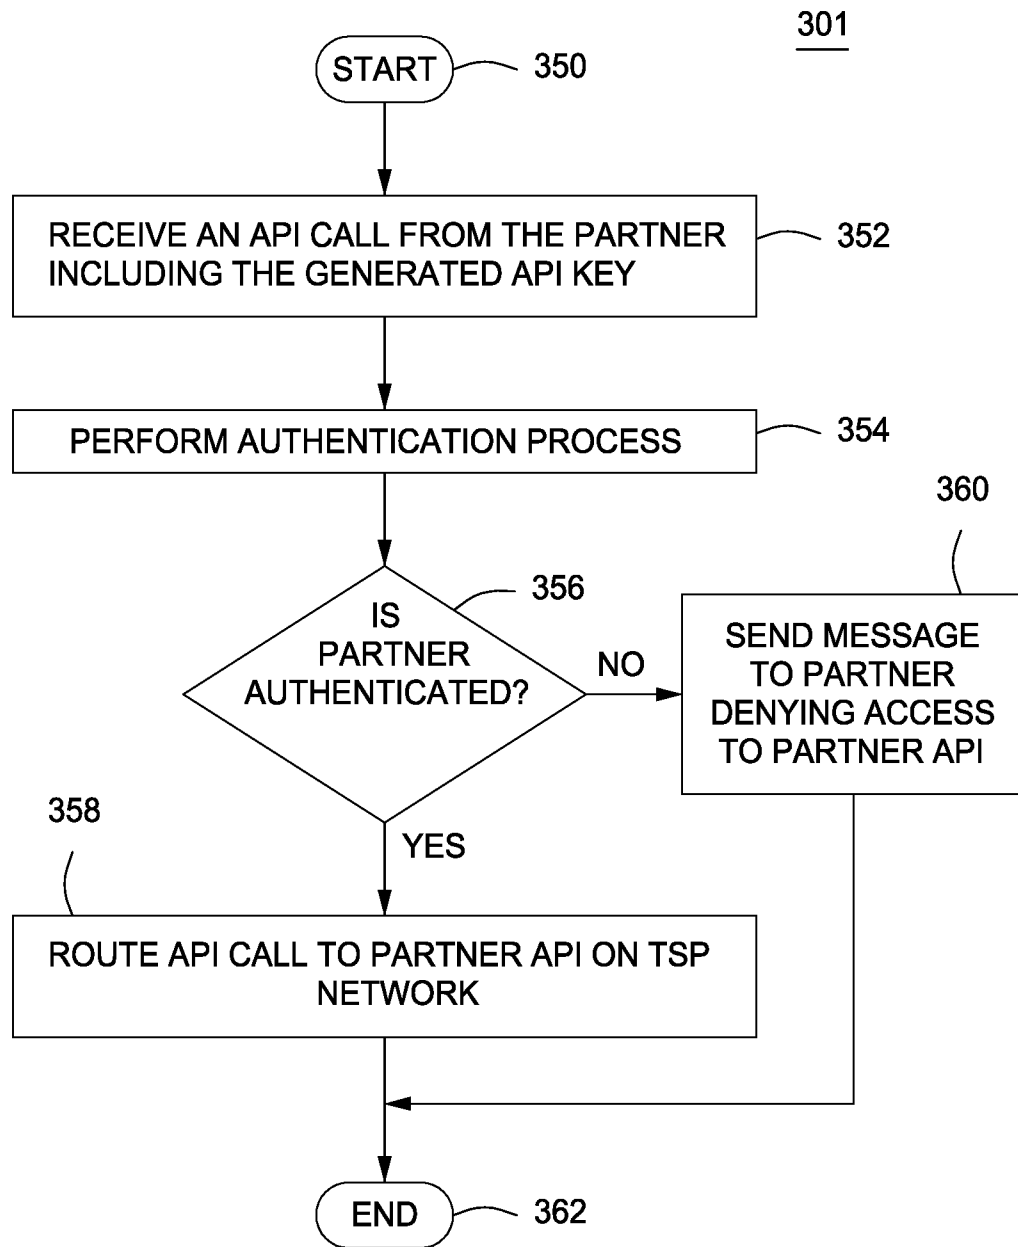 301
START
350
RECEIVE AN API CALL FROM THE PARTNER
INCLUDING THE GENERATED API KEY
352
PERFORM AUTHENTICATION PROCESS
354
IS
PARTNER
AUTHENTICATED?
356
NO
360
SEND MESSAGE
TO PARTNER
DENYING ACCESS
TO PARTNER API
YES
358
ROUTE API CALL TO PARTNER API ON TSP
NETWORK
END
362